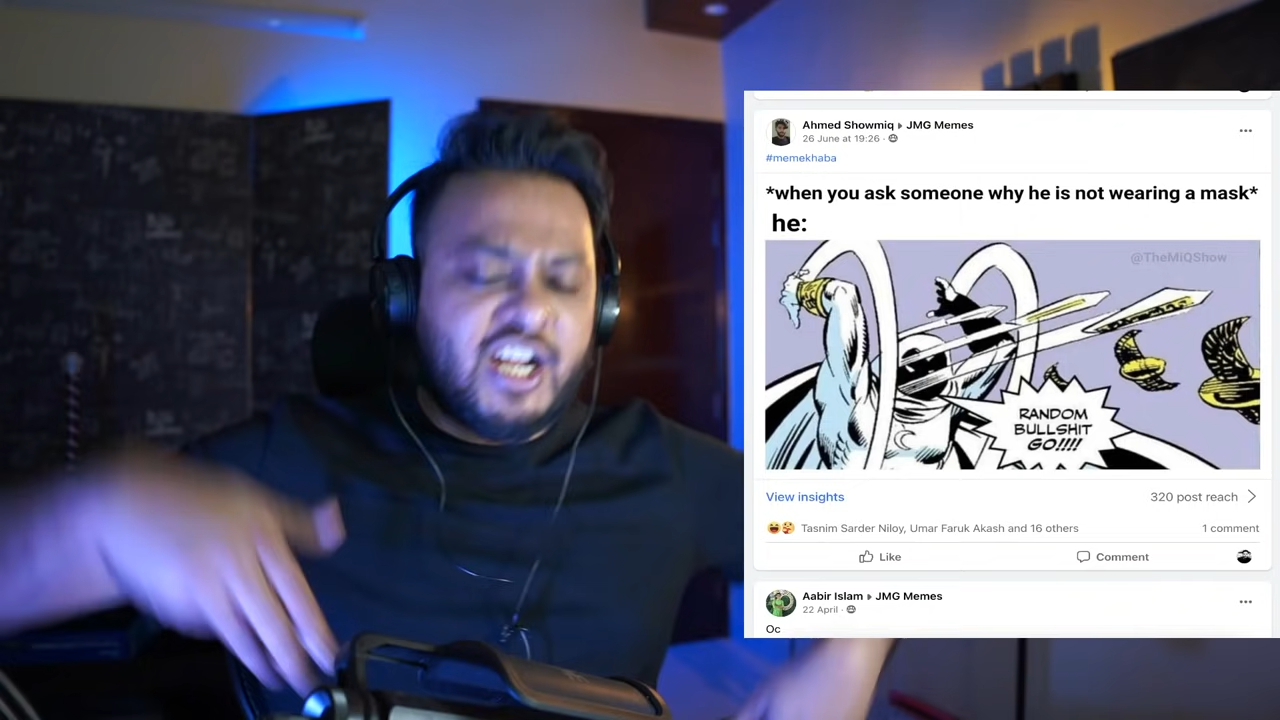 Ahmed Showmiq ▸ JMG Memes
26 June at 19:26 ·
#memekhaba
*when you ask someone why he is not wearing a mask*
he:
@TheMiQShow
RANDOM
BULLSHIT
GO!!!!
View insights
320 post reach
Tasnim Sarder Niloy, Umar Faruk Akash and 16 others
1 comment
Like
Comment
Aabir Islam ▸ JMG Memes
22 April ·
Oc